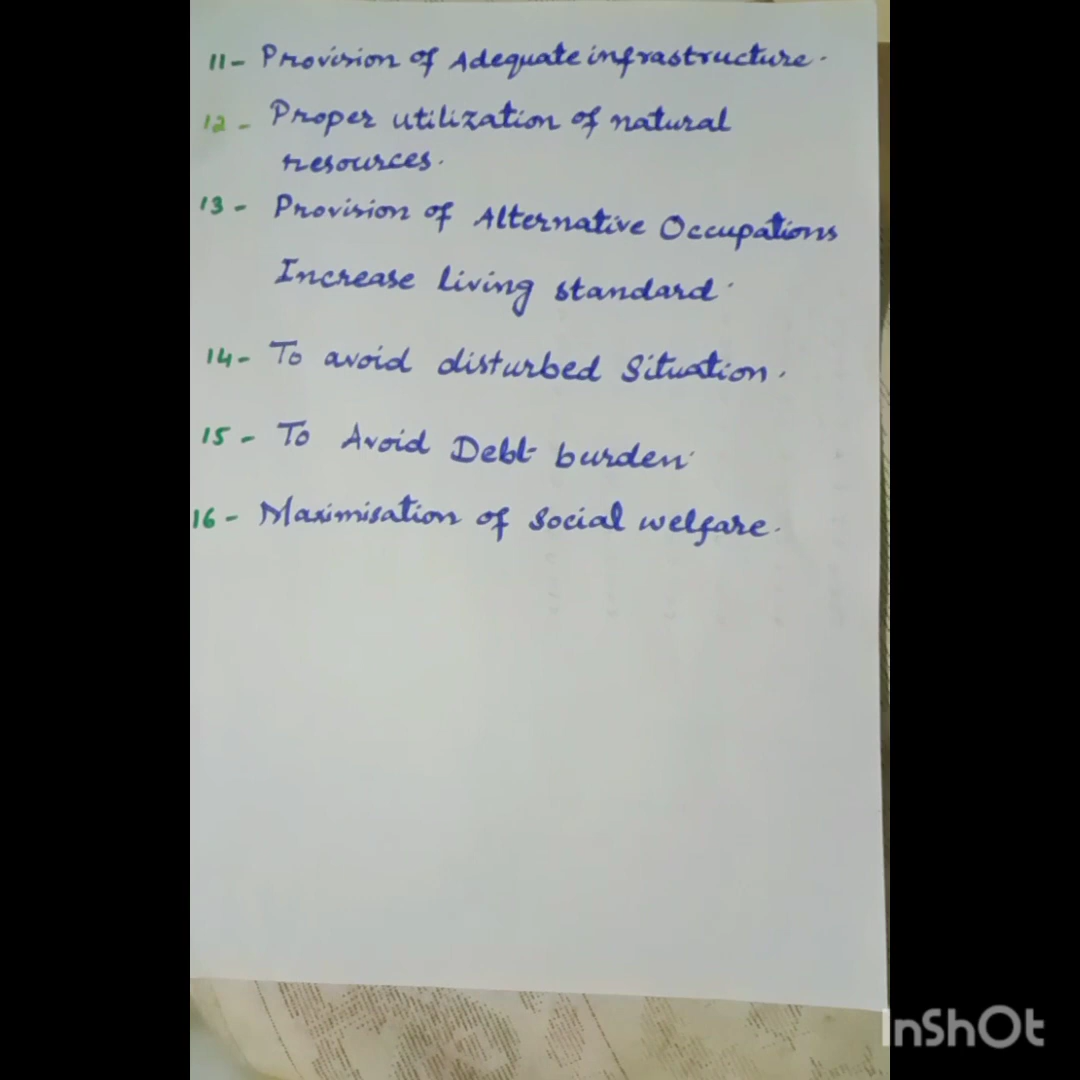 11- Provision of Adequate infrastructure.
12- Proper utilization of natural
resources.
13- Provision of Alternative Occupations
Increase living standard.
14- To avoid disturbed Situation.
15- To Avoid Debt burden.
16- Maximisation of Social welfare.
InShOt